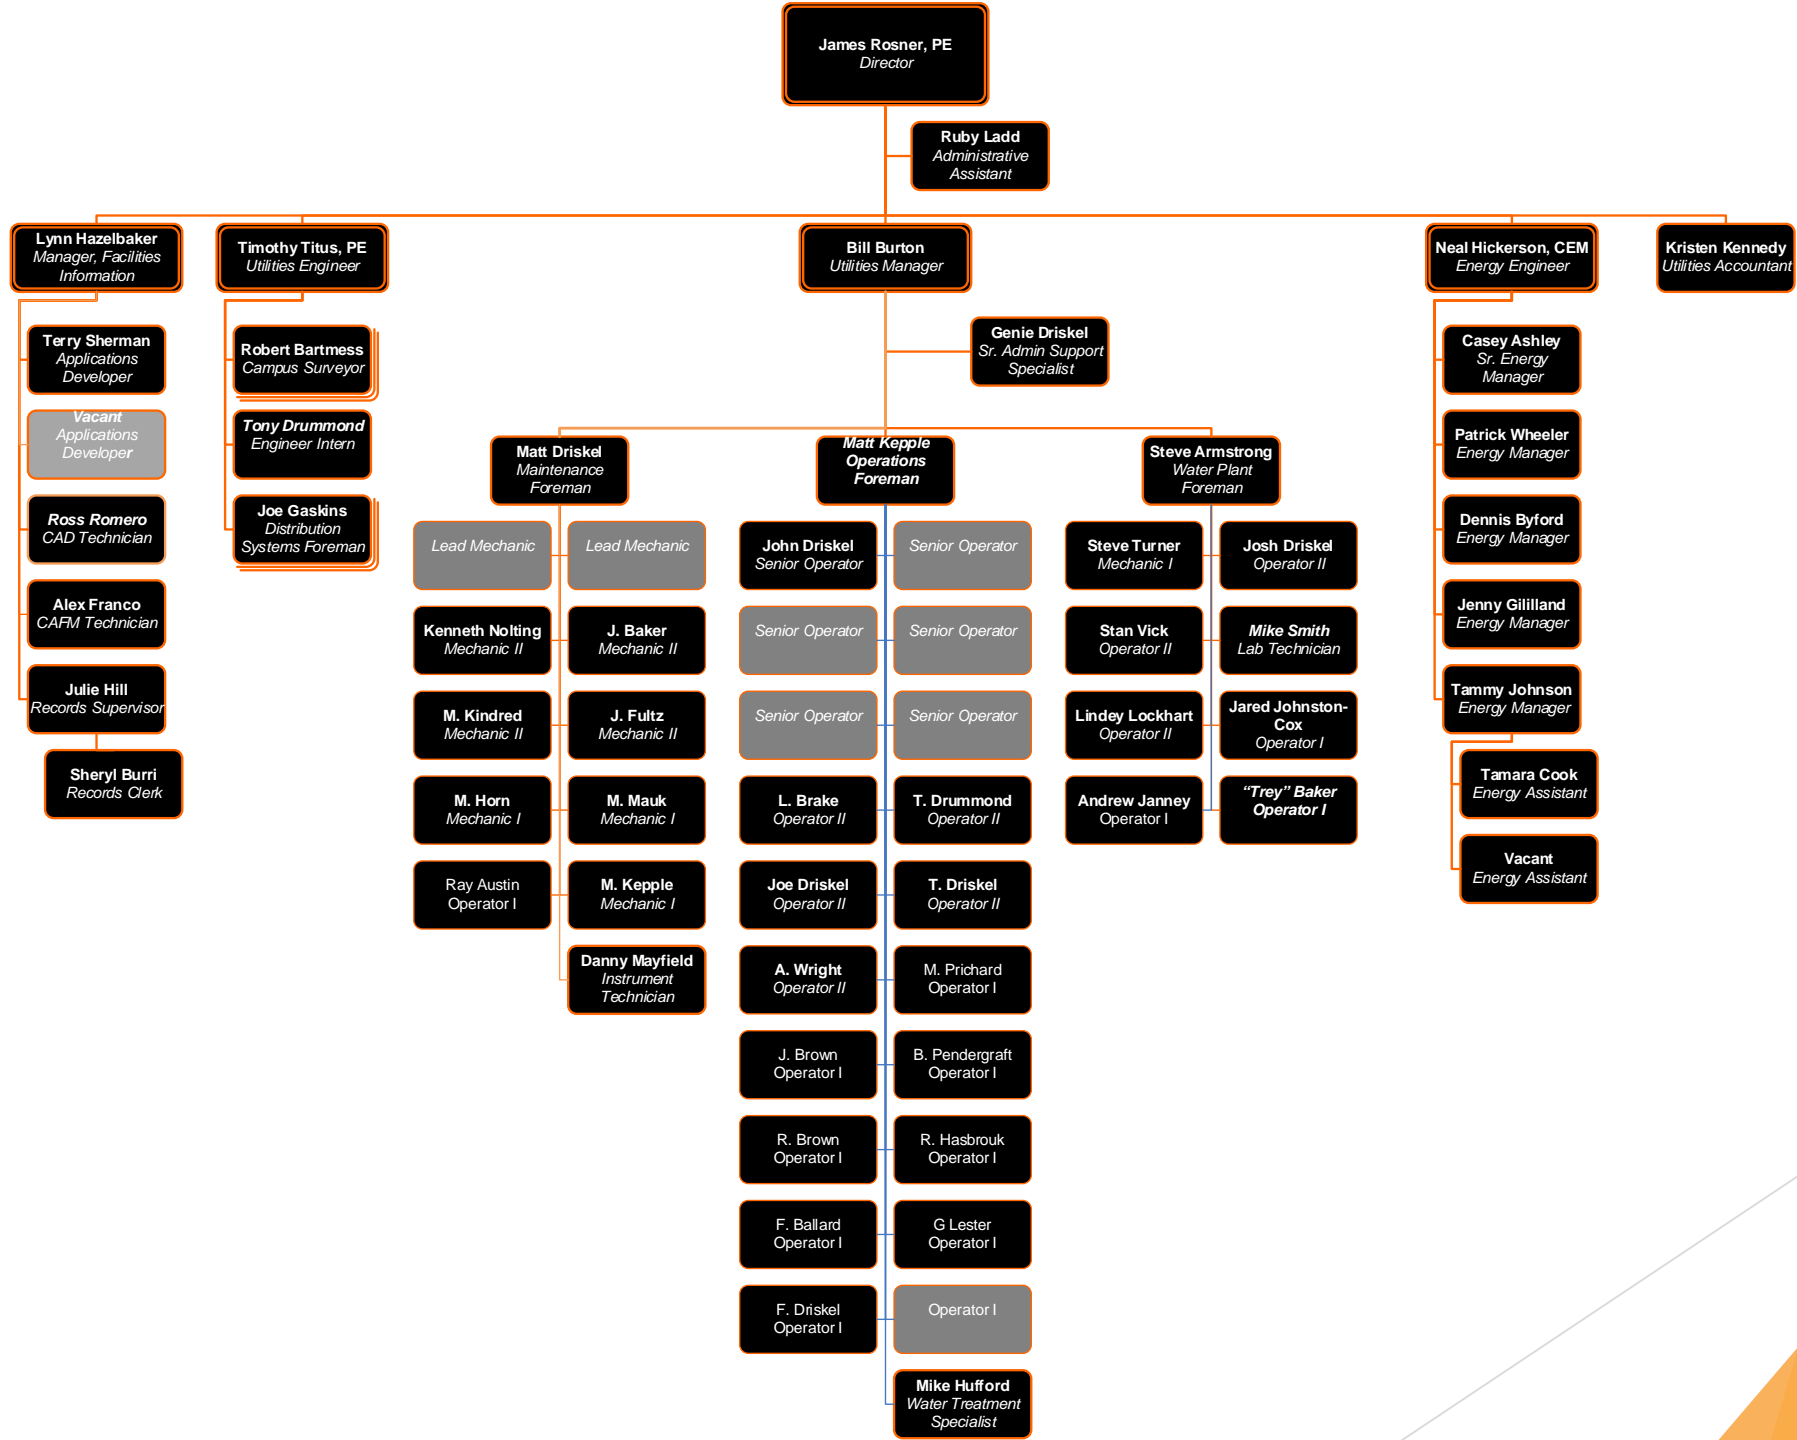 James Rosner, PE
Director
Ruby Ladd
Administrative
Assistant
Lynn Hazelbaker
Manager, Facilities
Information
Timothy Titus, PE
Utilities Engineer
Bill Burton
Utilities Manager
Neal Hickerson, CEM
Energy Engineer
Kristen Kennedy
Utilities Accountant
Terry Sherman
Applications
Developer
Vacant
Applications
Developer
Ross Romero
CAD Technician
Alex Franco
CAFM Technician
Julie Hill
Records Supervisor
Sheryl Burri
Records Clerk
Robert Bartmess
Campus Surveyor
Tony Drummond
Engineer Intern
Joe Gaskins
Distribution
Systems Foreman
Genie Driskel
Sr. Admin Support
Specialist
Matt Driskel
Maintenance
Foreman
Lead Mechanic
Lead Mechanic
Kenneth Nolting
Mechanic II
J. Baker
Mechanic II
M. Kindred
Mechanic II
J. Fultz
Mechanic II
M. Horn
Mechanic I
M. Mauk
Mechanic I
Ray Austin
Operator I
M. Kepple
Mechanic I
Danny Mayfield
Instrument
Technician
Matt Kepple
Operations
Foreman
John Driskel
Senior Operator
Senior Operator
Senior Operator
Senior Operator
Senior Operator
Senior Operator
L. Brake
Operator II
T. Drummond
Operator II
Joe Driskel
Operator II
T. Driskel
Operator II
A. Wright
Operator II
M. Prichard
Operator I
J. Brown
Operator I
B. Pendergraft
Operator I
R. Brown
Operator I
R. Hasbrouk
Operator I
F. Ballard
Operator I
G Lester
Operator I
F. Driskel
Operator I
Operator I
Mike Hufford
Water Treatment
Specialist
Steve Armstrong
Water Plant
Foreman
Steve Turner
Mechanic I
Josh Driskel
Operator II
Stan Vick
Operator II
Mike Smith
Lab Technician
Lindey Lockhart
Operator II
Jared Johnston-
Cox
Operator I
Andrew Janney
Operator I
“Trey” Baker
Operator I
Casey Ashley
Sr. Energy
Manager
Patrick Wheeler
Energy Manager
Dennis Byford
Energy Manager
Jenny Gililland
Energy Manager
Tammy Johnson
Energy Manager
Tamara Cook
Energy Assistant
Vacant
Energy Assistant